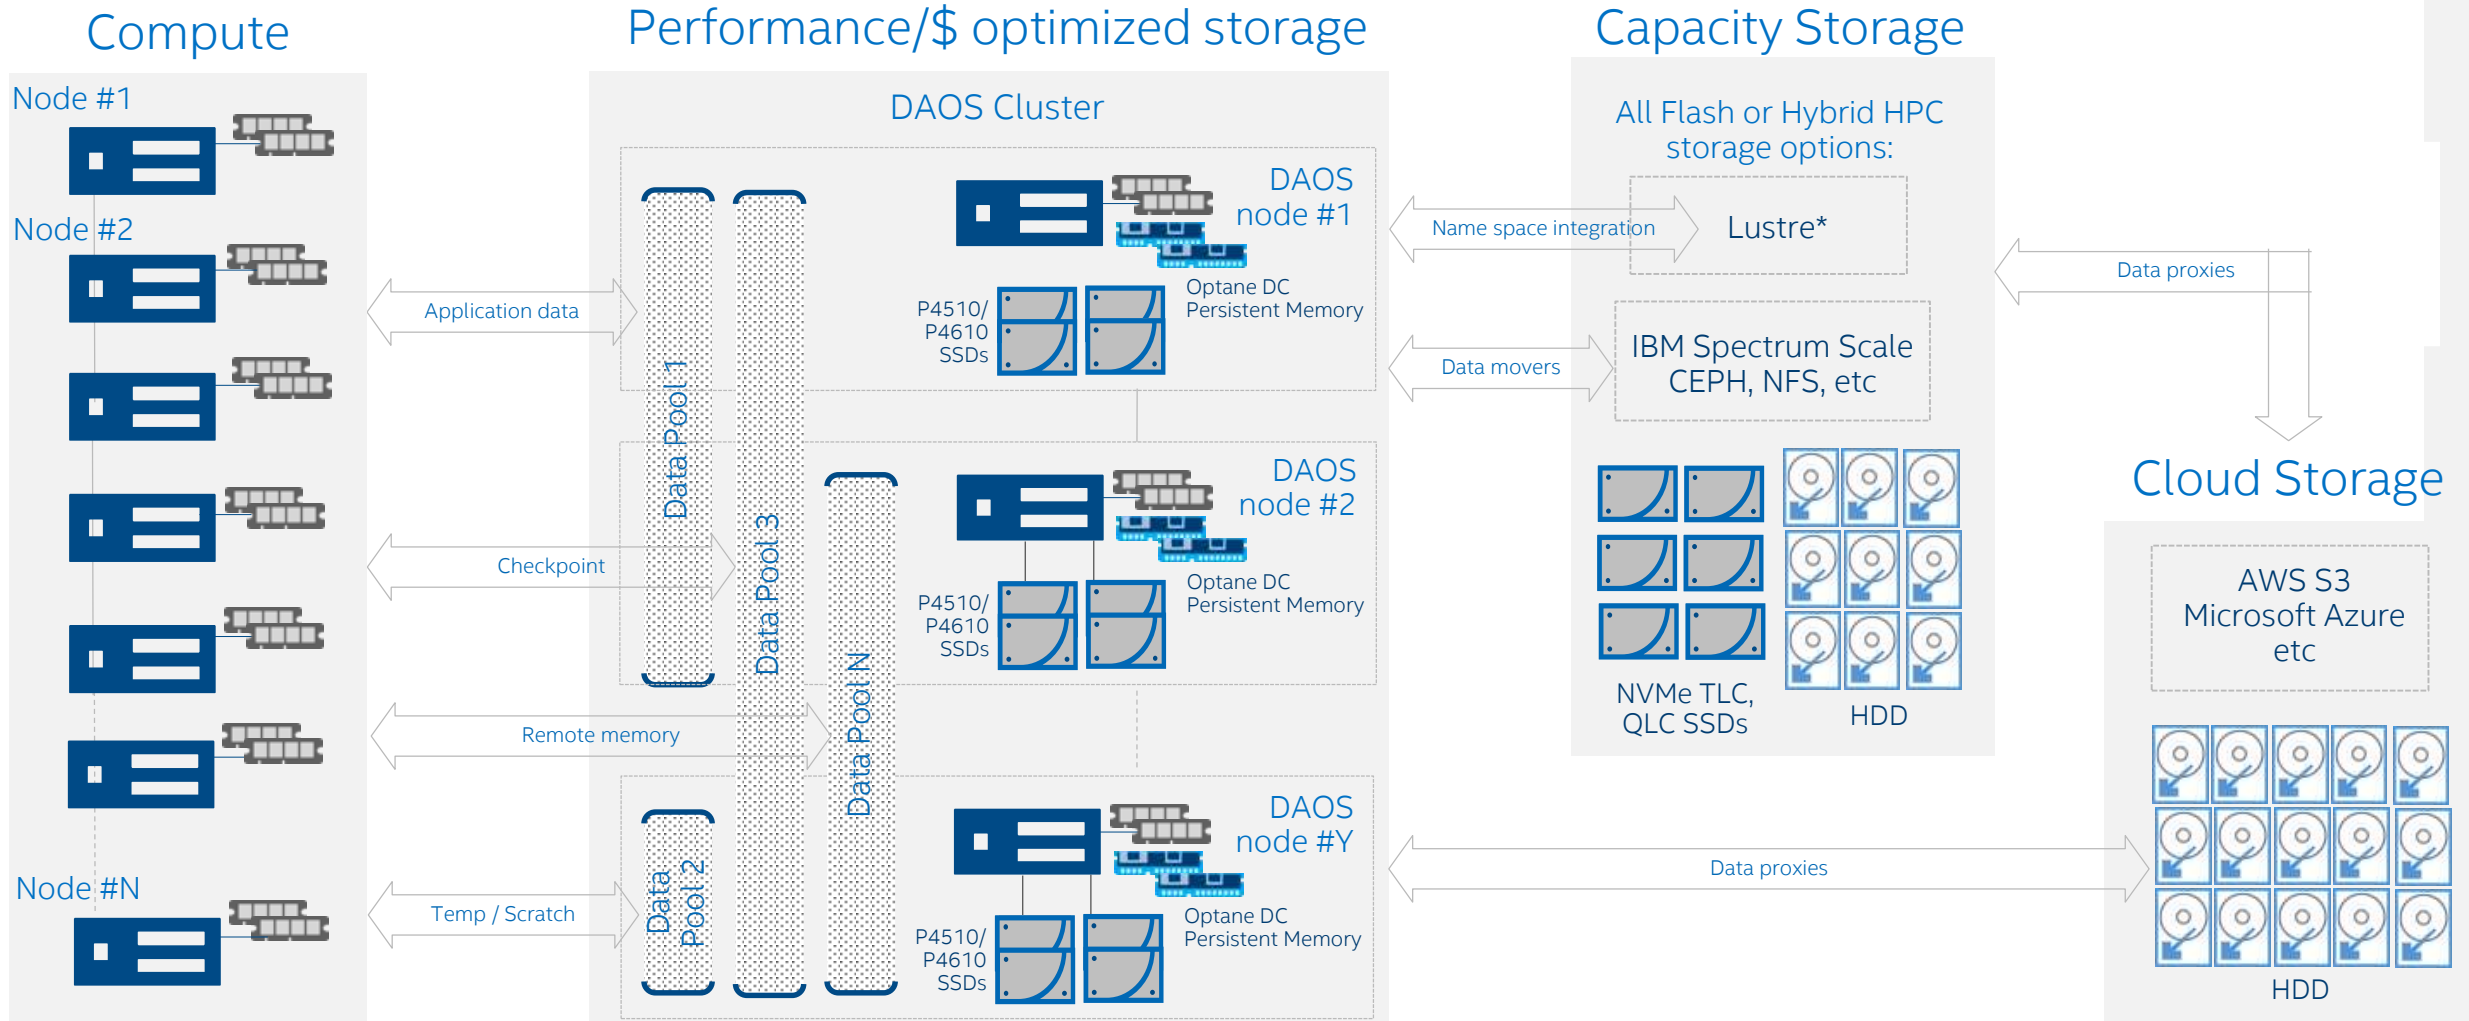 Compute
Performance/$ optimized storage
Capacity Storage
Node #1
Node #2
Node #N
Application data
Checkpoint
Remote memory
Temp / Scratch
DAOS Cluster
Data Pool 1
Data Pool 3
Data Pool N
Data
Pool 2
DAOS
node #1
P4510/
P4610
SSDs
Optane DC
Persistent Memory
DAOS
node #2
P4510/
P4610
SSDs
Optane DC
Persistent Memory
DAOS
node #Y
P4510/
P4610
SSDs
Optane DC
Persistent Memory
Name space integration
Data movers
Data proxies
All Flash or Hybrid HPC
storage options:
Lustre*
IBM Spectrum Scale
CEPH, NFS, etc
NVMe TLC,
QLC SSDs
HDD
Data proxies
Cloud Storage
AWS S3
Microsoft Azure
etc
HDD